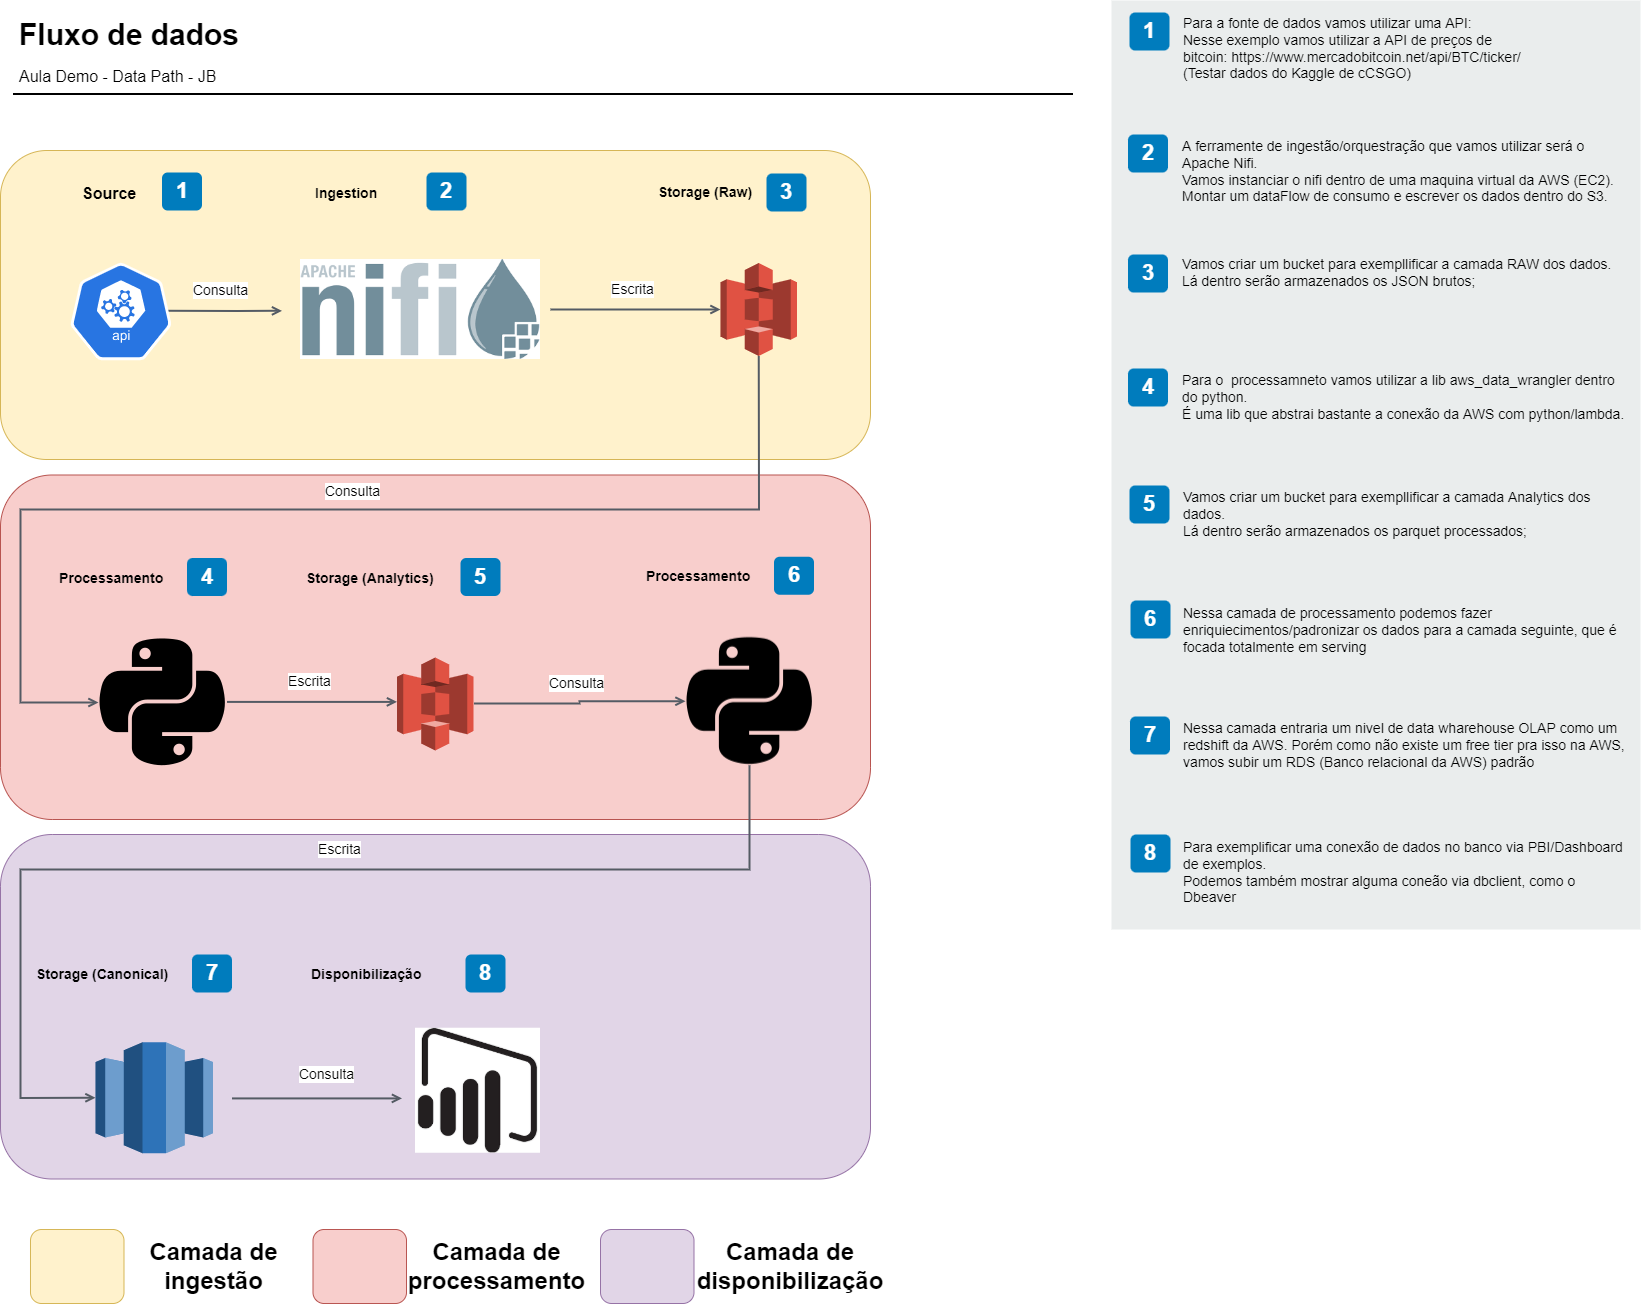 Fluxo de dados
Aula Demo - Data Path - JB
Source
1
Ingestion
2
Storage (Raw)
3
Consulta
Escrita
api
APACHE
nifi
Consulta
Processamento
4
Storage (Analytics)
5
Processamento
6
Escrita
Consulta
Escrita
Storage (Canonical)
7
Disponibilização
8
Consulta
Camada de
ingestão
Camada de
processamento
Camada de
disponibilização
1
Para a fonte de dados vamos utilizar uma API:
Nesse exemplo vamos utilizar a API de preços de
bitcoin: https://www.mercadobitcoin.net/api/BTC/ticker/
(Testar dados do Kaggle de cCSGO)
2
A ferramente de ingestão/orquestração que vamos utilizar será o
Apache Nifi.
Vamos instanciar o nifi dentro de uma maquina virtual da AWS (EC2).
Montar um dataFlow de consumo e escrever os dados dentro do S3.
3
Vamos criar um bucket para exempllificar a camada RAW dos dados.
Lá dentro serão armazenados os JSON brutos;
4
Para o  processamneto vamos utilizar a lib aws_data_wrangler dentro
do python.
É uma lib que abstrai bastante a conexão da AWS com python/lambda.
5
Vamos criar um bucket para exempllificar a camada Analytics dos
dados.
Lá dentro serão armazenados os parquet processados;
6
Nessa camada de processamento podemos fazer
enriquiecimentos/padronizar os dados para a camada seguinte, que é
focada totalmente em serving
7
Nessa camada entraria um nivel de data wharehouse OLAP como um
redshift da AWS. Porém como não existe um free tier pra isso na AWS,
vamos subir um RDS (Banco relacional da AWS) padrão
8
Para exemplificar uma conexão de dados no banco via PBI/Dashboard
de exemplos.
Podemos também mostrar alguma coneão via dbclient, como o
Dbeaver